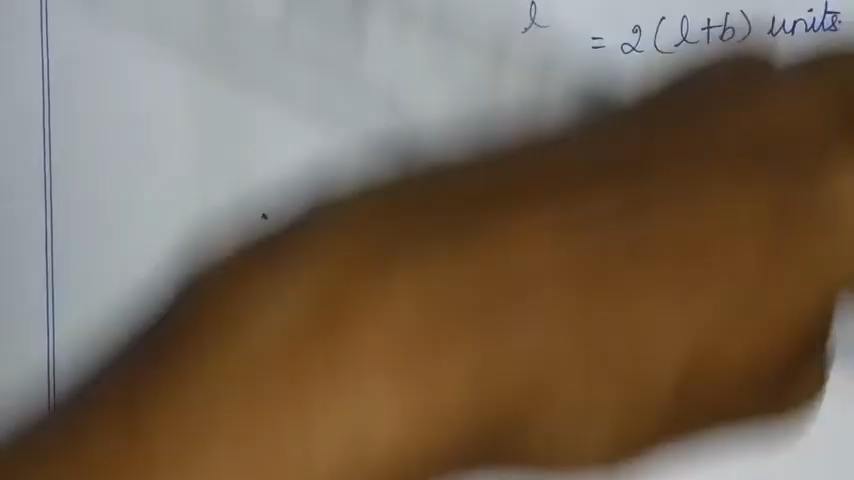 l
= 2 (l+b) units.